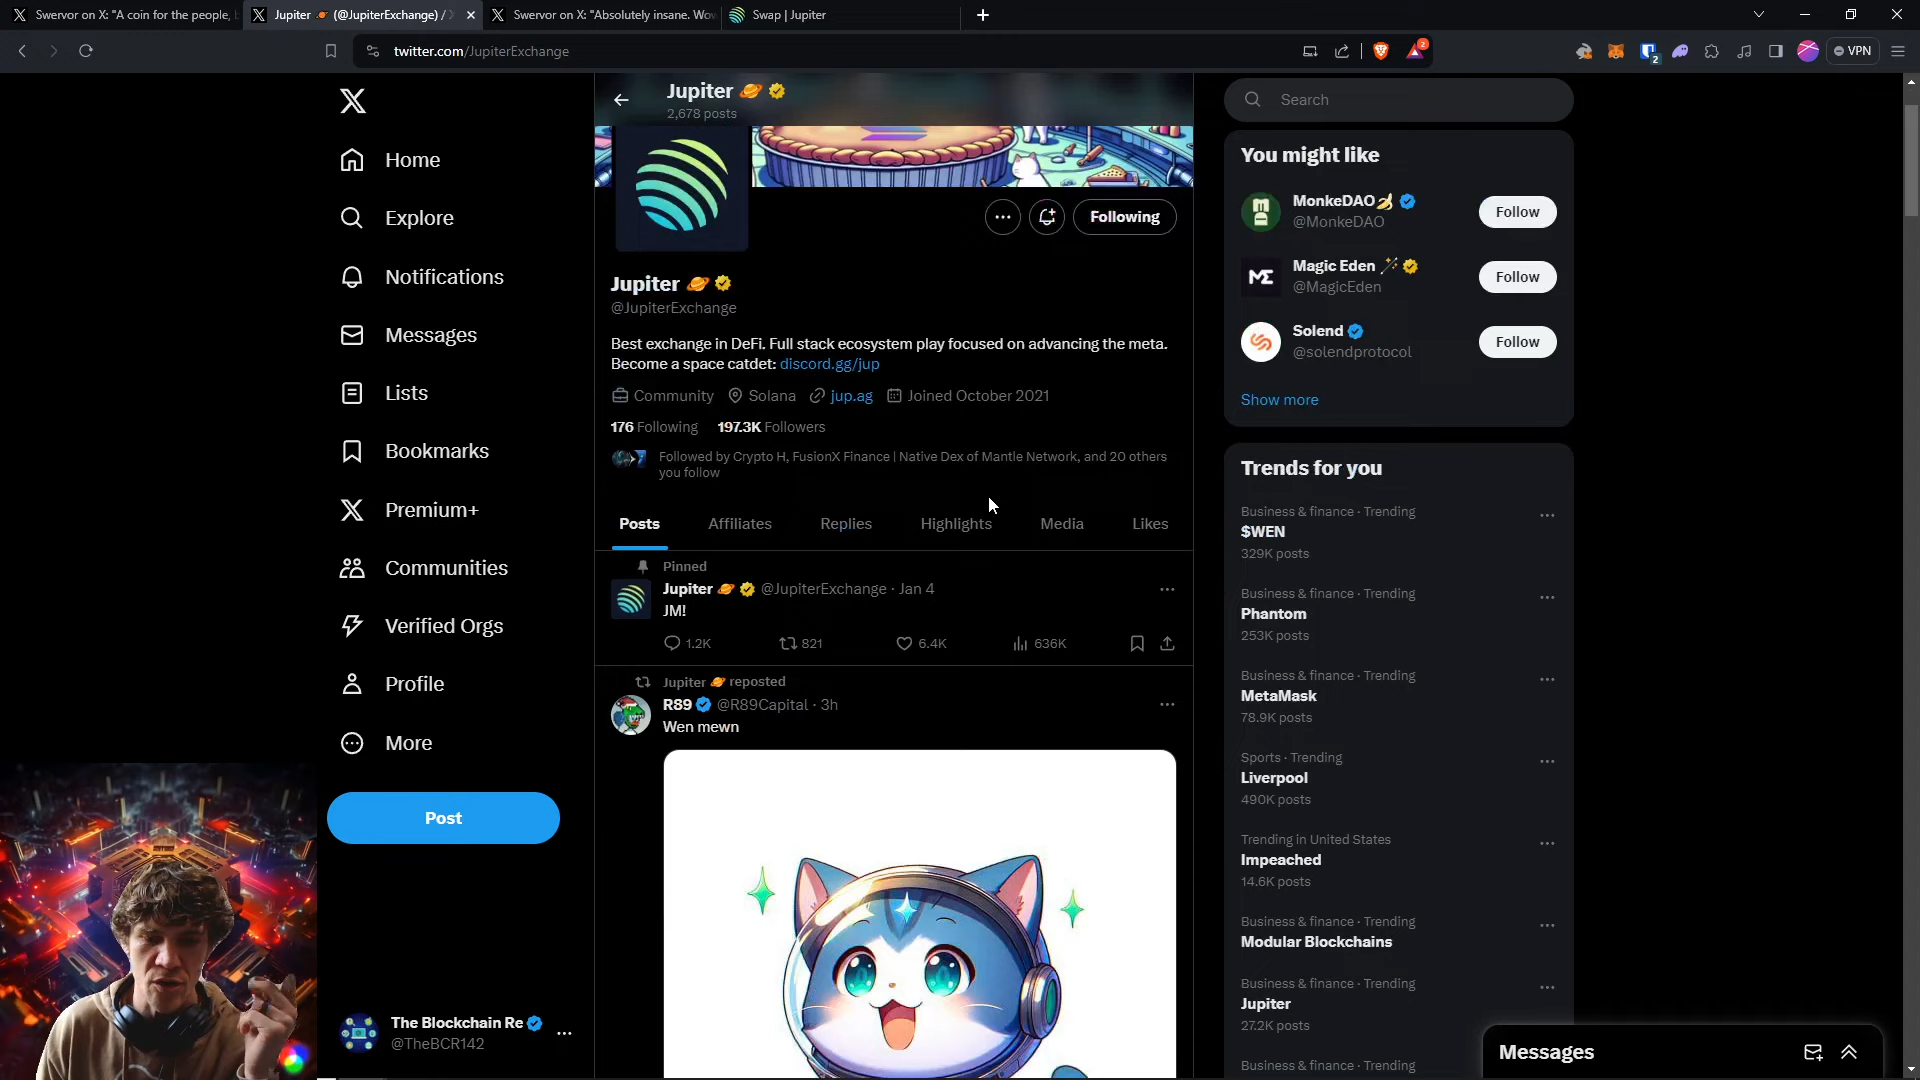 Swervor on X: "A coin for the people,
Jupiter 🪐 (@JupiterExchange) / X
Swervor on X: "Absolutely insane. Wow
Swap | Jupiter
twitter.com/JupiterExchange
2
2
VPN
Jupiter 🪐
2,678 posts
Search
Home
Explore
Notifications
Messages
Lists
Bookmarks
Premium+
Communities
Verified Orgs
Profile
More
Post
The Blockchain Re
@TheBCR142
Following
Jupiter 🪐
@JupiterExchange
Best exchange in DeFi. Full stack ecosystem play focused on advancing the meta.
Become a space catdet: discord.gg/jup
Community Solana jup.ag Joined October 2021
176 Following 197.3K Followers
Followed by Crypto H, FusionX Finance | Native Dex of Mantle Network, and 20 others
you follow
Posts Affiliates Replies Highlights Media Likes
Pinned
Jupiter 🪐 @JupiterExchange · Jan 4
JM!
1.2K 821 6.4K 636K
Jupiter 🪐 reposted
R89 @R89Capital · 3h
Wen mewn
You might like
MonkeDAO🍌
@MonkeDAO
Follow
ME
Magic Eden 🪄
@MagicEden
Follow
Solend
@solendprotocol
Follow
Show more
Trends for you
Business & finance · Trending
$WEN
329K posts
Business & finance · Trending
Phantom
253K posts
Business & finance · Trending
MetaMask
78.9K posts
Sports · Trending
Liverpool
490K posts
Trending in United States
Impeached
14.6K posts
Business & finance · Trending
Modular Blockchains
Business & finance · Trending
Jupiter
27.2K posts
Business & finance · Trending
Messages